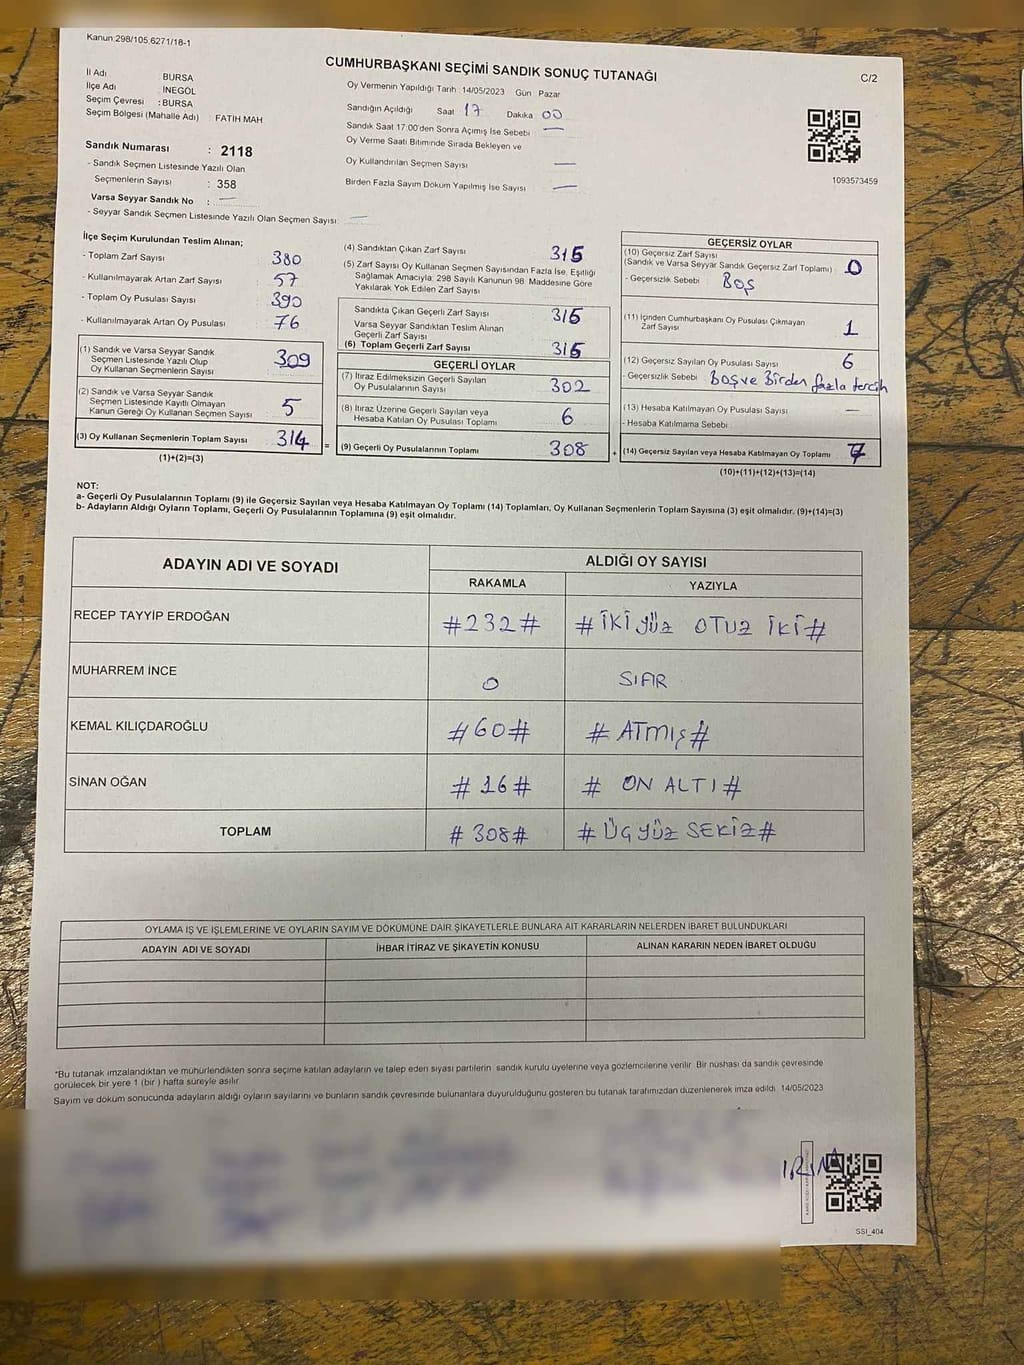 Kanun:298/105,6271/18-1
CUMHURBAŞKANI SEÇİMİ SANDIK SONUÇ TUTANAĞI
C/2
İl Adı BURSA
İlçe Adı İNEGÖL
Seçim Çevresi : BURSA
Seçim Bölgesi (Mahalle Adı) FATİH MAH
Sandık Numarası : 2118
- Sandık Seçmen Listesinde Yazılı Olan
Seçmenlerin Sayısı : 358
Varsa Seyyar Sandık No : —
- Seyyar Sandık Seçmen Listesinde Yazılı Olan Seçmen Sayısı —
Oy Vermenin Yapıldığı Tarih 14/05/2023 Gün Pazar
Sandığın Açıldığı Saat 17 Dakika 00
Sandık Saat 17:00'den Sonra Açımış İse Sebebi —
Oy Verme Saati Bitiminde Sırada Bekleyen ve
Oy Kullandırılan Seçmen Sayısı —
Birden Fazla Sayım Döküm Yapılmış İse Sayısı —
1093573459
İlçe Seçim Kurulundan Teslim Alınan;
- Toplam Zarf Sayısı 380
- Kullanılmayarak Artan Zarf Sayısı 57
- Toplam Oy Pusulası Sayısı 390
- Kullanılmayarak Artan Oy Pusulası 76
(1) Sandık ve Varsa Seyyar Sandık
Seçmen Listesinde Yazılı Olup
Oy Kullanan Seçmenlerin Sayısı 309
(2) Sandık ve Varsa Seyyar Sandık
Seçmen Listesinde Kayıtlı Olmayan
Kanun Gereği Oy Kullanan Seçmen Sayısı 5
(3) Oy Kullanan Seçmenlerin Toplam Sayısı 314 =
(1)+(2)=(3)
(4) Sandıktan Çıkan Zarf Sayısı 315
(5) Zarf Sayısı Oy Kullanan Seçmen Sayısından Fazla İse, Eşitliği
Sağlamak Amacıyla; 298 Sayılı Kanunun 98. Maddesine Göre
Yakılarak Yok Edilen Zarf Sayısı
Sandıkta Çıkan Geçerli Zarf Sayısı 315
Varsa Seyyar Sandıktan Teslim Alınan
Geçerli Zarf Sayısı
(6) Toplam Geçerli Zarf Sayısı 315
GEÇERLİ OYLAR
(7) İtiraz Edilmeksizin Geçerli Sayılan
Oy Pusulalarının Sayısı 302
(8) İtiraz Üzerine Geçerli Sayılan veya
Hesaba Katılan Oy Pusulası Toplamı 6
(9) Geçerli Oy Pusulalarının Toplamı 308 +
GEÇERSİZ OYLAR
(10) Geçersiz Zarf Sayısı
(Sandık ve Varsa Seyyar Sandık Geçersiz Zarf Toplamı) 0
- Geçersizlik Sebebi Boş
(11) İçinden Cumhurbaşkanı Oy Pusulası Çıkmayan
Zarf Sayısı 1
(12) Geçersiz Sayılan Oy Pusulası Sayısı 6
- Geçersizlik Sebebi Boş ve Birden fazla tercih
(13) Hesaba Katılmayan Oy Pusulası Sayısı —
- Hesaba Katılmama Sebebi
(14) Geçersiz Sayılan veya Hesaba Katılmayan Oy Toplamı 7
(10)+(11)+(12)+(13)=(14)
NOT:
a- Geçerli Oy Pusulalarının Toplamı (9) ile Geçersiz Sayılan veya Hesaba Katılmayan Oy Toplamı (14) Toplamları, Oy Kullanan Seçmenlerin Toplam Sayısına (3) eşit olmalıdır. (9)+(14)=(3)
b- Adayların Aldığı Oyların Toplamı, Geçerli Oy Pusulalarının Toplamına (9) eşit olmalıdır.
ADAYIN ADI VE SOYADI ALDIĞI OY SAYISI
RAKAMLA YAZIYLA
RECEP TAYYİP ERDOĞAN #232# #İKİ YÜZ OTUZ İKİ#
MUHARREM İNCE 0 SIFIR
KEMAL KILIÇDAROĞLU #60# #ATMIŞ#
SİNAN OĞAN #16# # ON ALTI #
TOPLAM #308# #ÜÇ YÜZ SEKİZ#
OYLAMA İŞ VE İŞLEMLERİNE VE OYLARIN SAYIM VE DÖKÜMÜNE DAİR ŞİKAYETLERLE BUNLARA AİT KARARLARIN NELERDEN İBARET BULUNDUKLARI
ADAYIN ADI VE SOYADI İHBAR İTİRAZ VE ŞİKAYETİN KONUSU ALINAN KARARIN NEDEN İBARET OLDUĞU
*Bu tutanak imzalandıktan ve mühürlendikten sonra seçime katılan adayların ve talep eden siyasi partilerin sandık kurulu üyelerine veya gözlemcilerine verilir. Bir nüshası da sandık çevresinde
görülecek bir yere 1 (bir ) hafta süreyle asılır
Sayım ve döküm sonucunda adayların aldığı oyların sayılarını ve bunların sandık çevresinde bulunanlara duyurulduğunu gösteren bu tutanak tarafımızdan düzenlenerek imza edildi. 14/05/2023
SSI_404